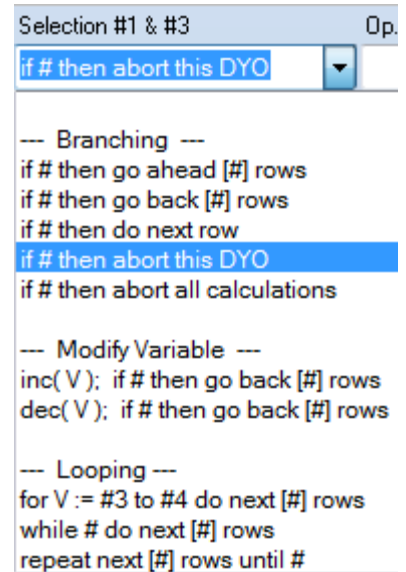 Selection #1 & #3 Op.
if # then abort this DYO
--- Branching ---
if # then go ahead [#] rows
if # then go back [#] rows
if # then do next row
if # then abort this DYO
if # then abort all calculations
--- Modify Variable ---
inc( V ); if # then go back [#] rows
dec( V ); if # then go back [#] rows
--- Looping ---
for V := #3 to #4 do next [#] rows
while # do next [#] rows
repeat next [#] rows until #